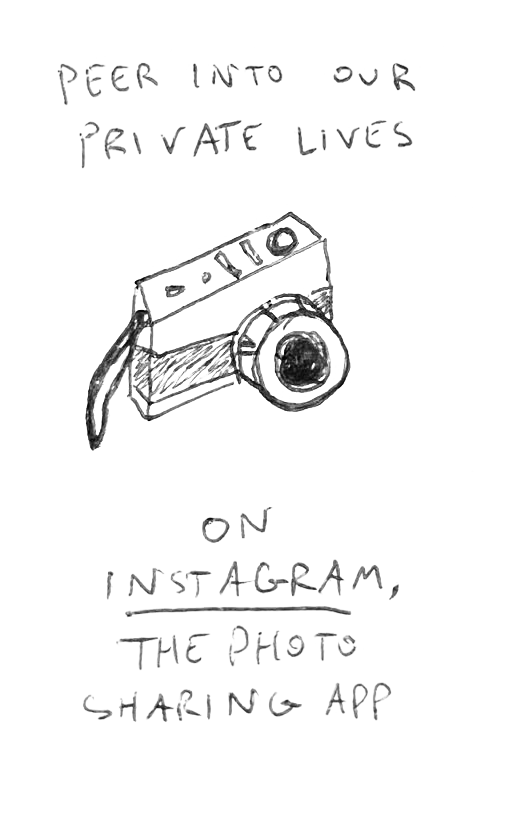 PEER INTO OUR
PRIVATE LIVES
ON
INSTAGRAM,
THE PHOTO
SHARING APP